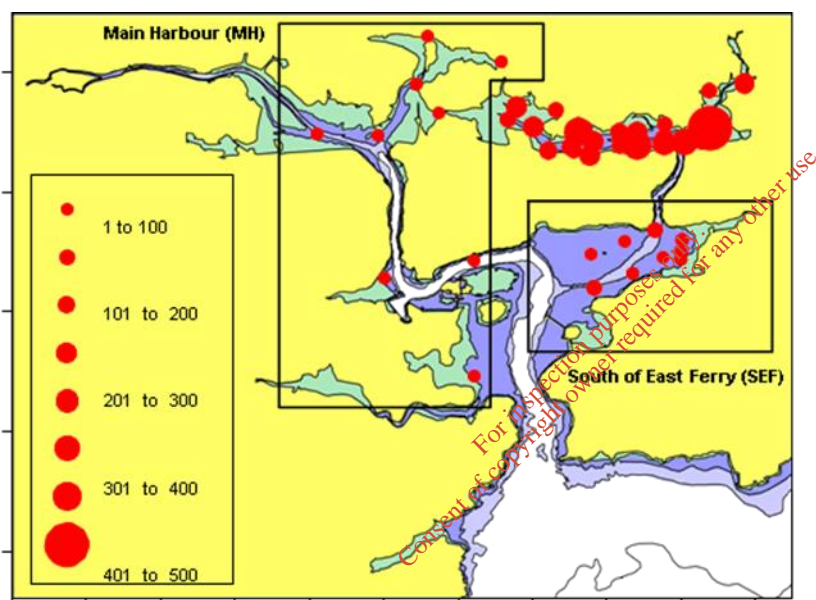 Main Harbour (MH)
1 to 100
101 to 200
201 to 300
301 to 400
401 to 500
South of East Ferry (SEF)
For inspection purposes only.
Consent of copyright owner required for any other use